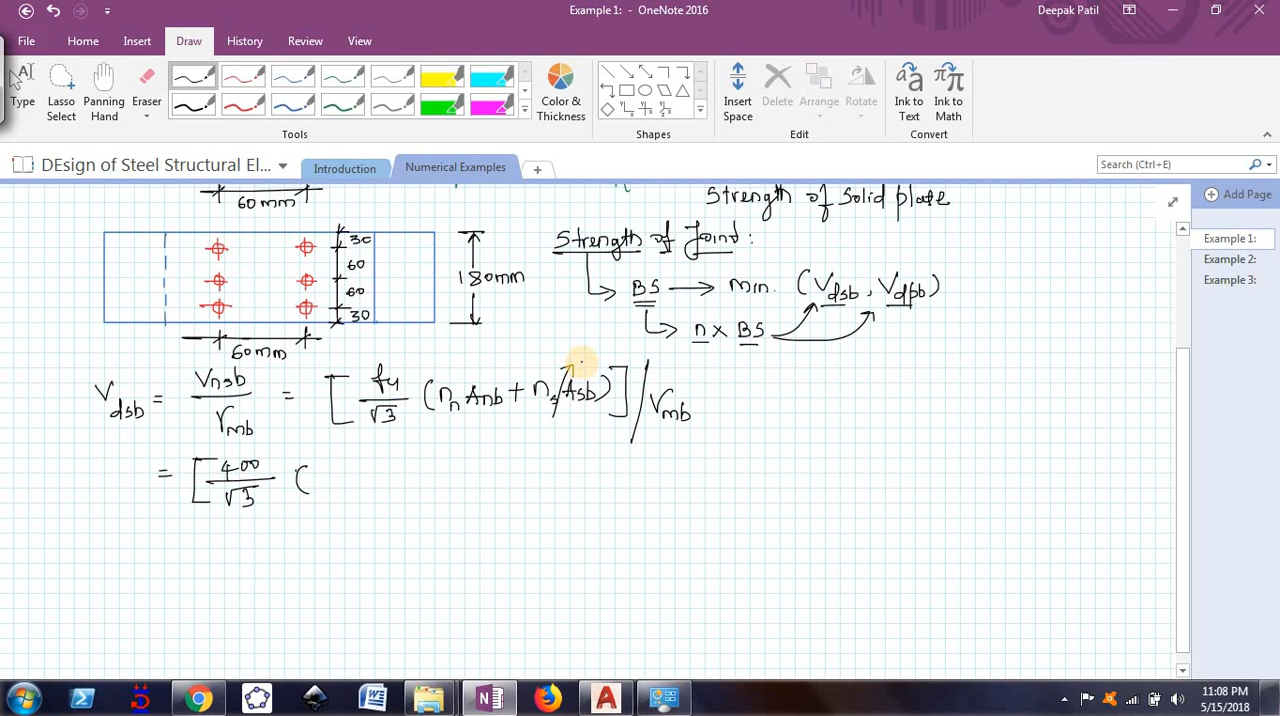 Example 1: - OneNote 2016
Deepak Patil
File Home Insert Draw History Review View
Type
Lasso Select
Panning Hand
Eraser
Color & Thickness
Insert Space
Delete
Arrange
Rotate
Ink to Text
Ink to Math
Tools
Shapes
Edit
Convert
DEsign of Steel Structural El...
Introduction
Numerical Examples
Search (Ctrl+E)
Add Page
Example 1:
Example 2:
Example 3:
60mm
Strength of Solid plate
30
60
60
30
180mm
60mm
Strength of Joint:
BS → min. (Vdsb, Vdpb)
n × BS
Vdsb = Vnsb / γmb = [ fu/√3 (nn Anb + ns Asb) ] / γmb
= [ 400/√3 (
11:08 PM
5/15/2018